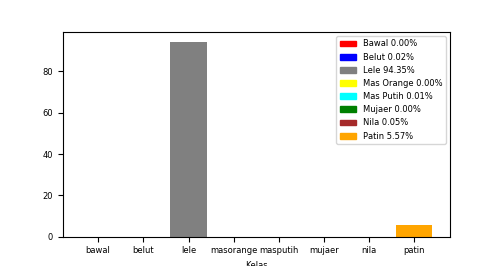 Bawal 0.00%
Belut 0.02%
Lele 94.35%
Mas Orange 0.00%
Mas Putih 0.01%
Mujaer 0.00%
Nila 0.05%
Patin 5.57%
80
60
40
20
0
bawal belut lele masorange masputih mujaer nila patin
Kelas